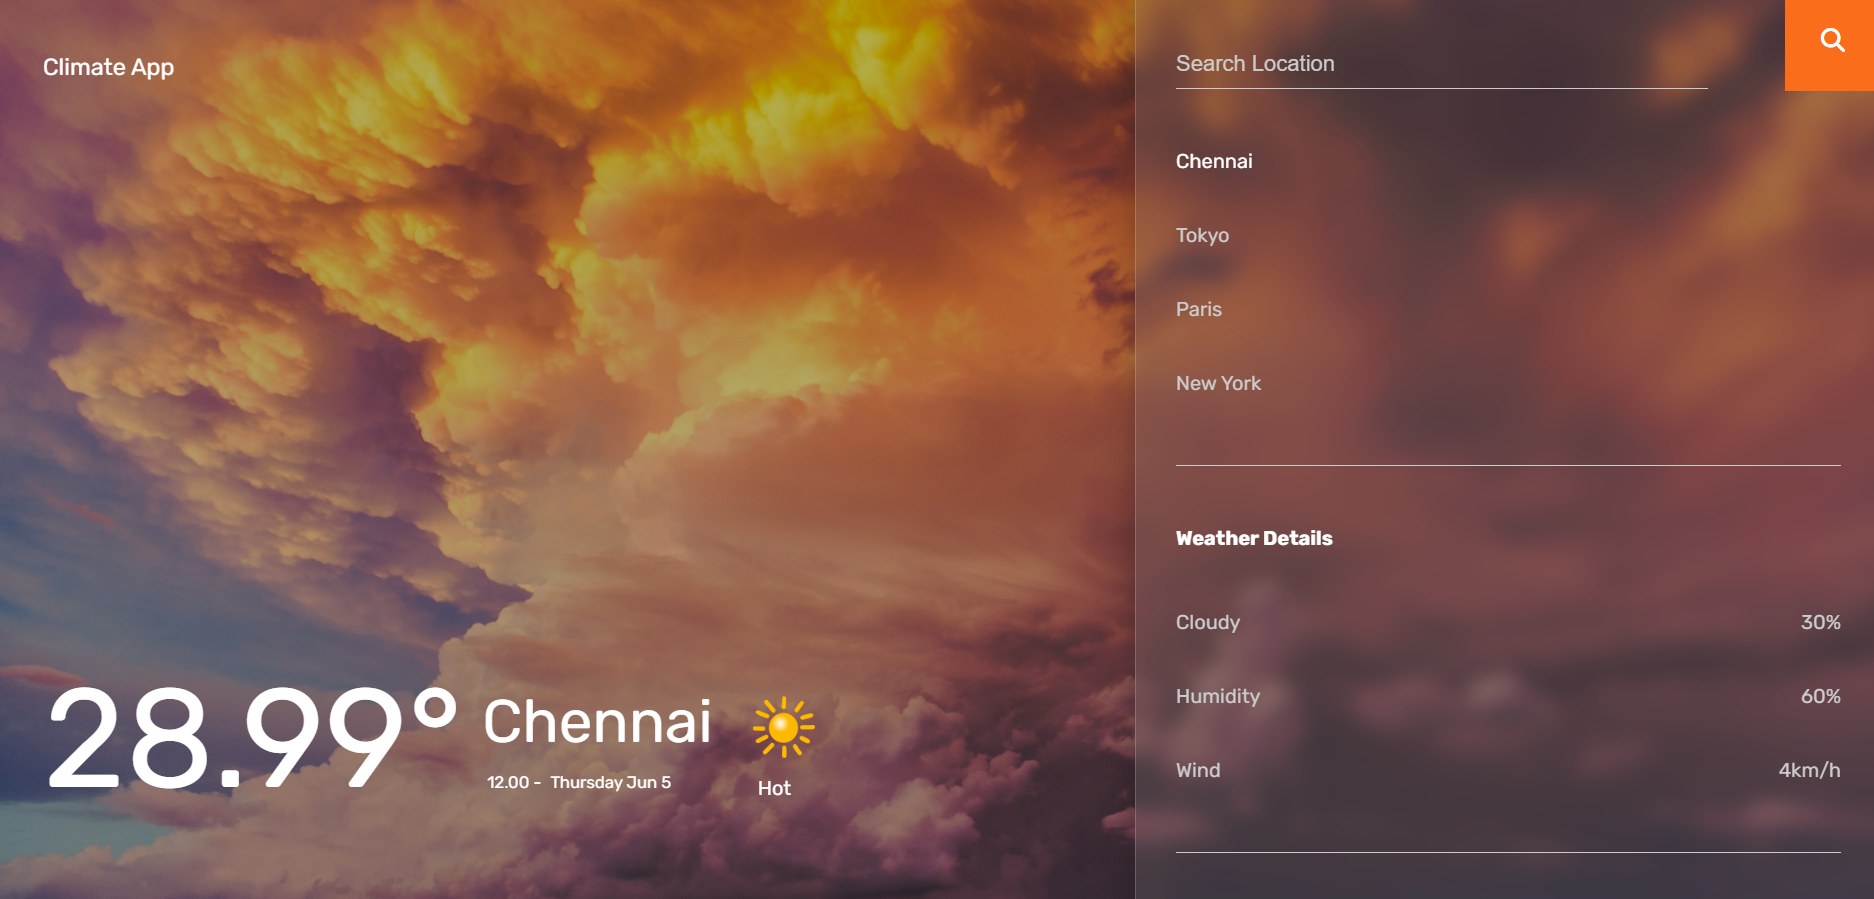 Climate App
28.99°
Chennai
12.00 - Thursday Jun 5
Hot
Search Location
Chennai
Tokyo
Paris
New York
Weather Details
Cloudy 30%
Humidity 60%
Wind 4km/h